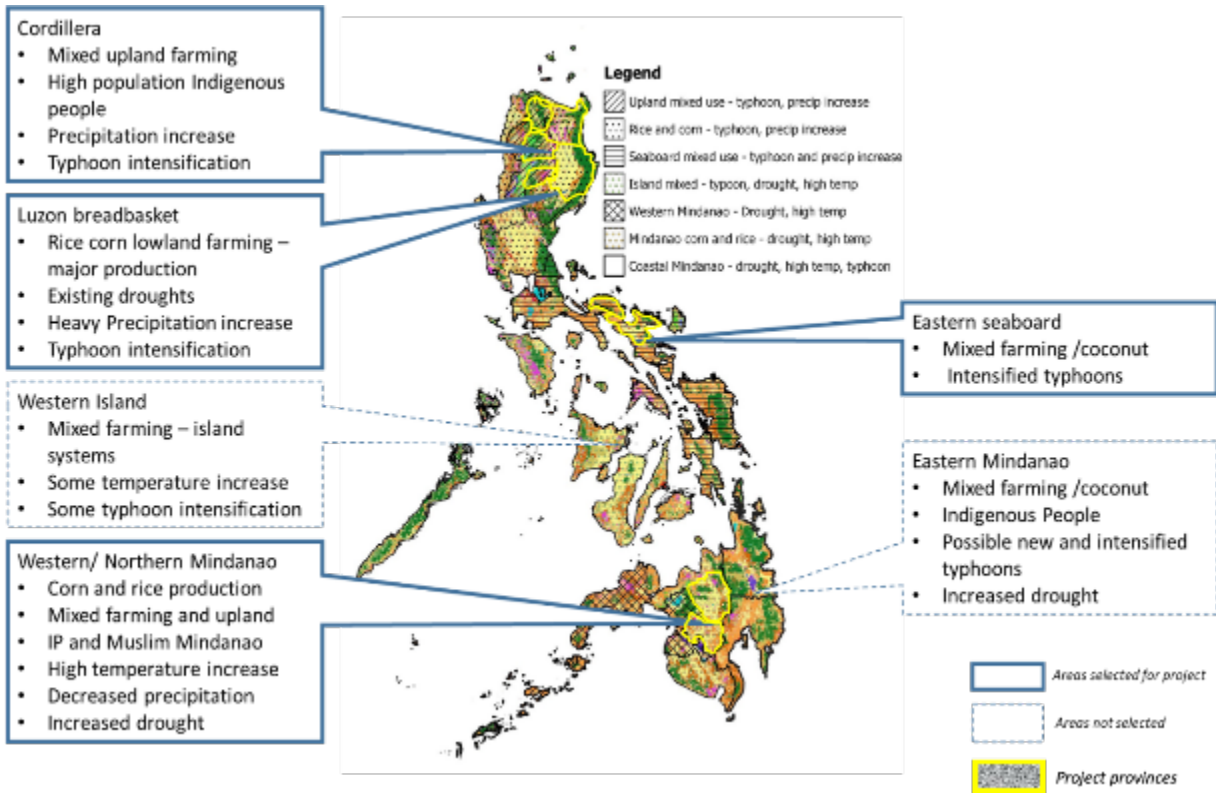 Cordillera
• Mixed upland farming
• High population Indigenous
people
• Precipitation increase
• Typhoon intensification
Luzon breadbasket
• Rice corn lowland farming –
major production
• Existing droughts
• Heavy Precipitation increase
• Typhoon intensification
Western Island
• Mixed farming – island
systems
• Some temperature increase
• Some typhoon intensification
Western/ Northern Mindanao
• Corn and rice production
• Mixed farming and upland
• IP and Muslim Mindanao
• High temperature increase
• Decreased precipitation
• Increased drought
Legend
Upland mixed use - typhoon, precip increase
Rice and corn - typhoon, precip increase
Seaboard mixed use - typhoon and precip increase
Island mixed - typoon, drought, high temp
Western Mindanao - Drought, high temp
Mindanao corn and rice - drought, high temp
Coastal Mindanao - drought, high temp, typhoon
Eastern seaboard
• Mixed farming /coconut
• Intensified typhoons
Eastern Mindanao
• Mixed farming /coconut
• Indigenous People
• Possible new and intensified
typhoons
• Increased drought
Areas selected for project
Areas not selected
Project provinces